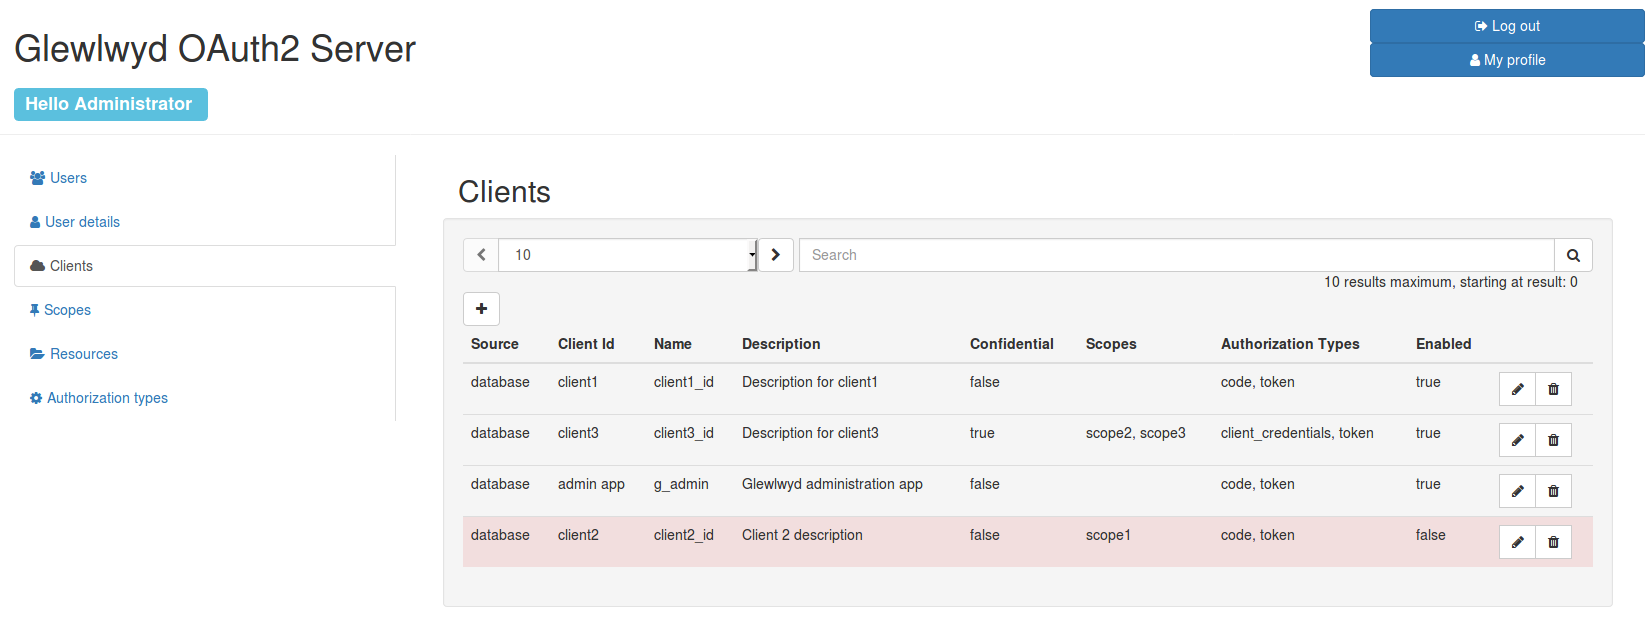 Glewlwyd OAuth2 Server
Log out
My profile
Hello Administrator
Users
User details
Clients
Scopes
Resources
Authorization types
Clients
10
Search
10 results maximum, starting at result: 0
+
Source Client Id Name Description Confidential Scopes Authorization Types Enabled
database client1 client1_id Description for client1 false code, token true
database client3 client3_id Description for client3 true scope2, scope3 client_credentials, token true
database admin app g_admin Glewlwyd administration app false code, token true
database client2 client2_id Client 2 description false scope1 code, token false